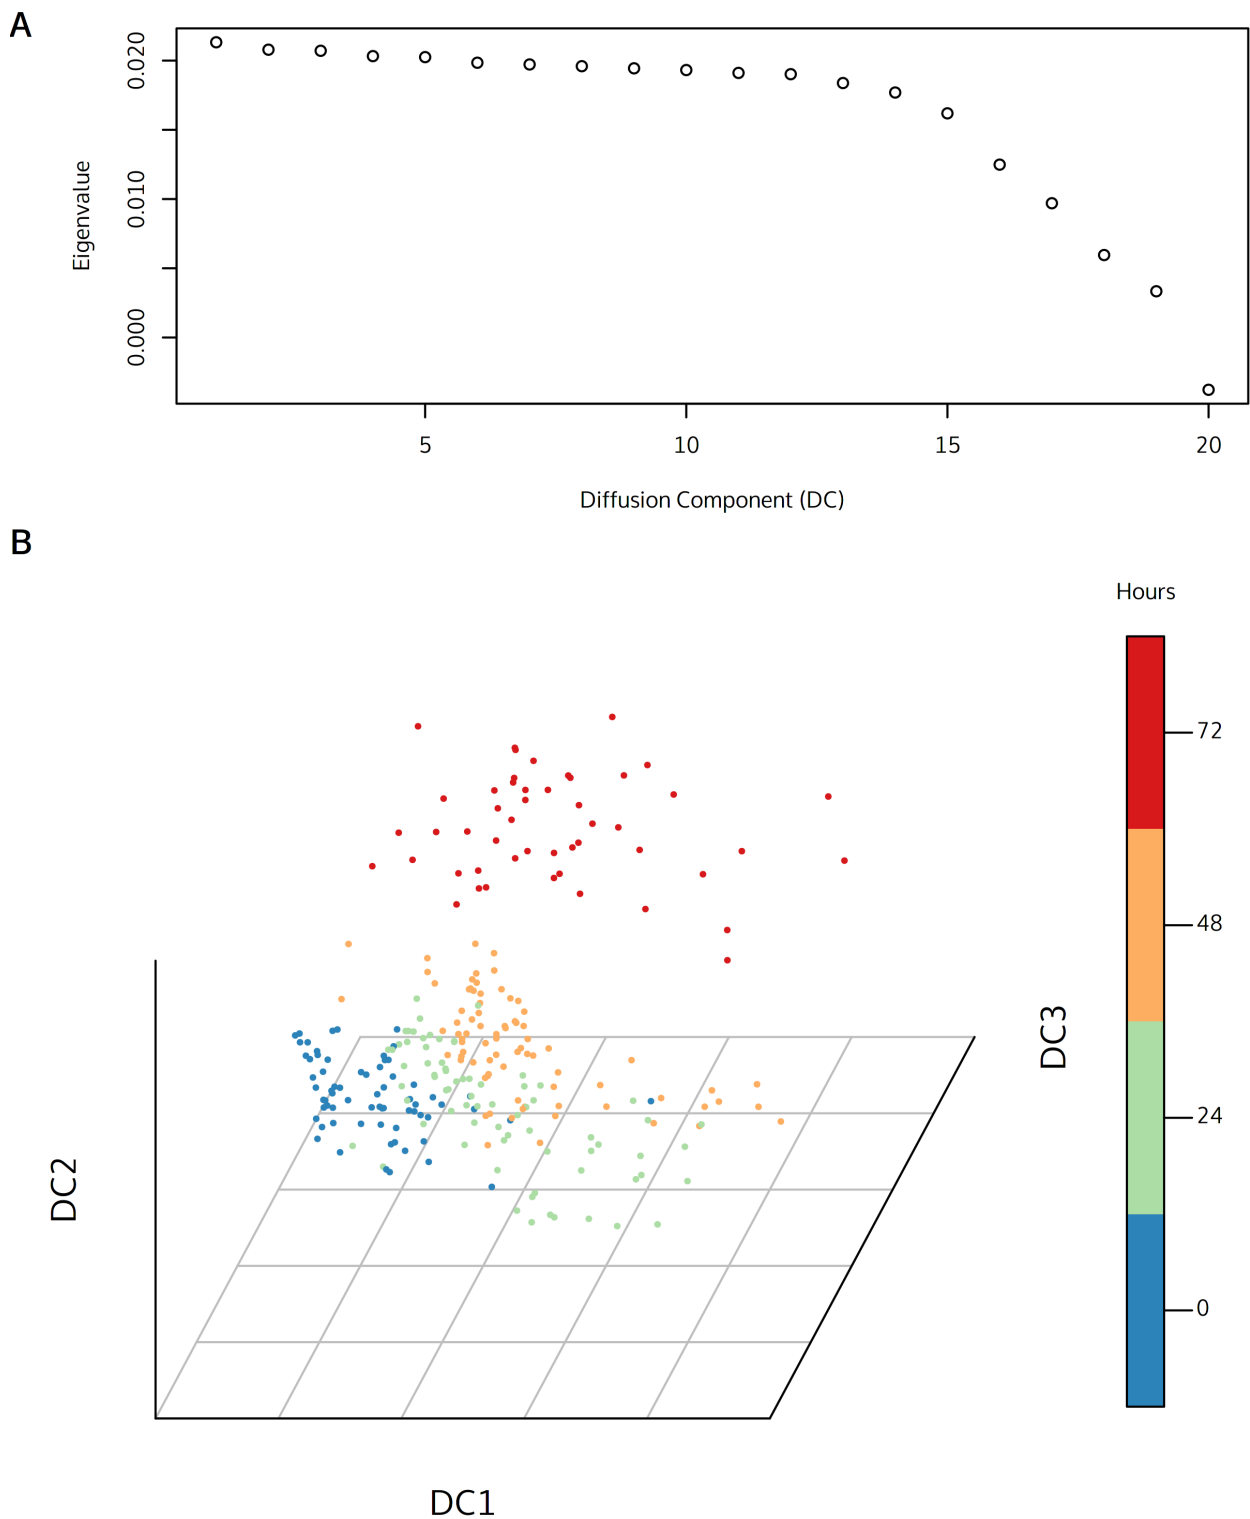 A
0.020
0.010
0.000
Eigenvalue
5 10 15 20
Diffusion Component (DC)
B
Hours
72
48
24
0
DC3
DC2
DC1